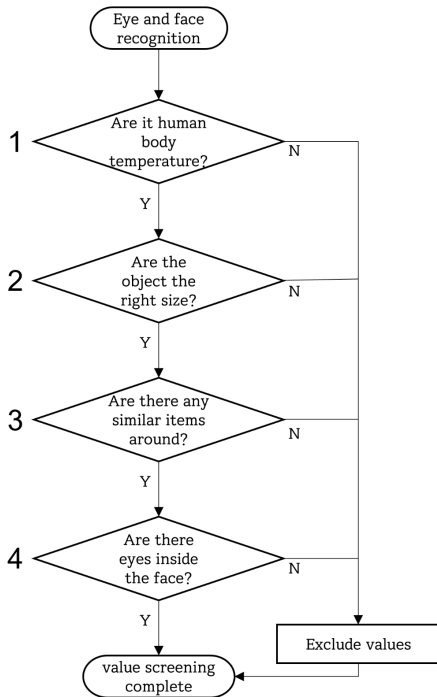 Eye and face
recognition
1
Are it human
body
temperature?
N
Y
2
Are the
object the
right size?
N
Y
3
Are there any
similar items
around?
N
Y
4
Are there
eyes inside
the face?
N
Y
Exclude values
value screening
complete